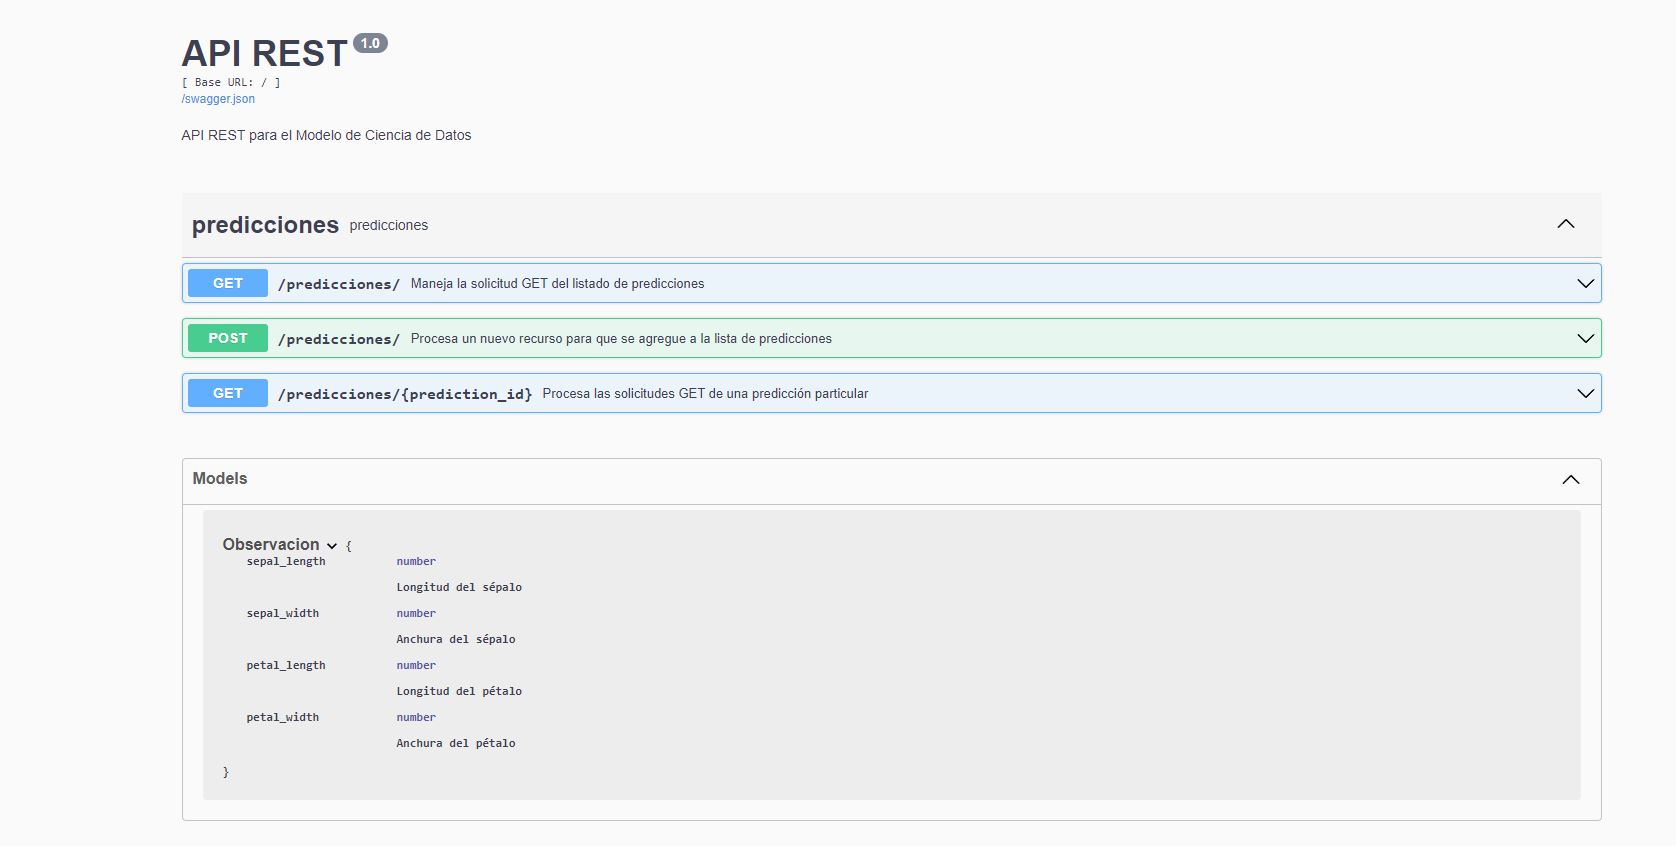 API REST 1.0
[ Base URL: / ]
/swagger.json
API REST para el Modelo de Ciencia de Datos
predicciones predicciones
GET /predicciones/ Maneja la solicitud GET del listado de predicciones
POST /predicciones/ Procesa un nuevo recurso para que se agregue a la lista de predicciones
GET /predicciones/{prediction_id} Procesa las solicitudes GET de una predicción particular
Models
Observacion {
sepal_length number
Longitud del sépalo
sepal_width number
Anchura del sépalo
petal_length number
Longitud del pétalo
petal_width number
Anchura del pétalo
}